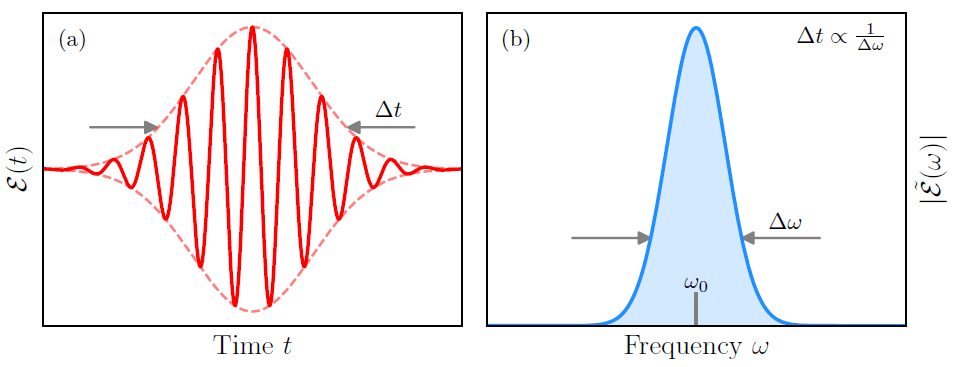 (a)
Δt
ℰ(t)
Time t
(b)
Δt ∝ 1/Δω
Δω
ω₀
|ℰ̃(ω)|
Frequency ω